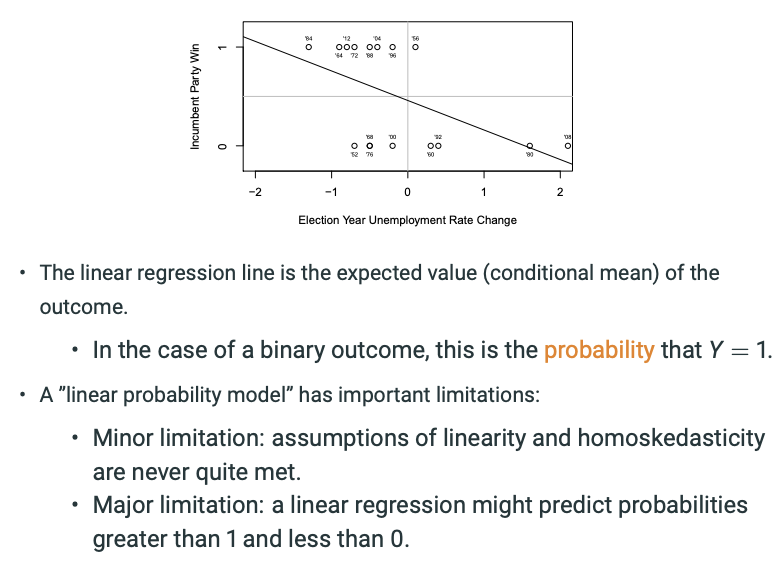 Incumbent Party Win
1
0
'84 '12 '04 '56
'64 '72 '88 '96
'68 '00 '92 '08
'52 '76 '60 '80
−2 −1 0 1 2
Election Year Unemployment Rate Change
• The linear regression line is the expected value (conditional mean) of the
outcome.
• In the case of a binary outcome, this is the probability that Y = 1.
• A ”linear probability model” has important limitations:
• Minor limitation: assumptions of linearity and homoskedasticity
are never quite met.
• Major limitation: a linear regression might predict probabilities
greater than 1 and less than 0.